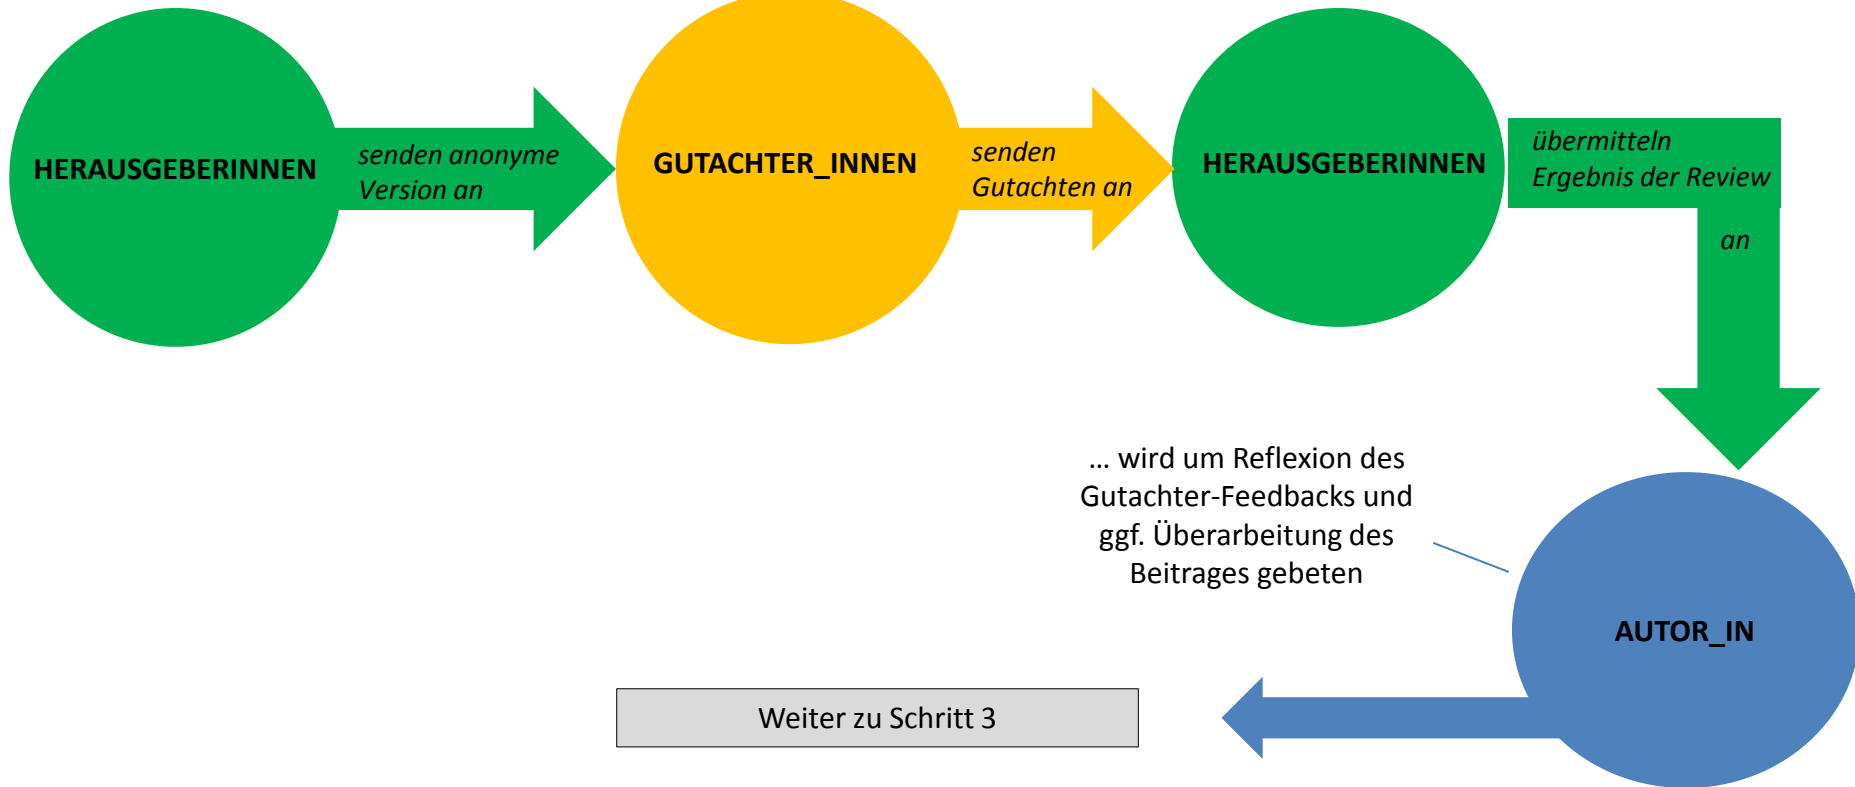 HERAUSGEBERINNEN
senden anonyme
Version an
GUTACHTER_INNEN
senden
Gutachten an
HERAUSGEBERINNEN
übermitteln
Ergebnis der Review
an
... wird um Reflexion des
Gutachter-Feedbacks und
ggf. Überarbeitung des
Beitrages gebeten
AUTOR_IN
Weiter zu Schritt 3